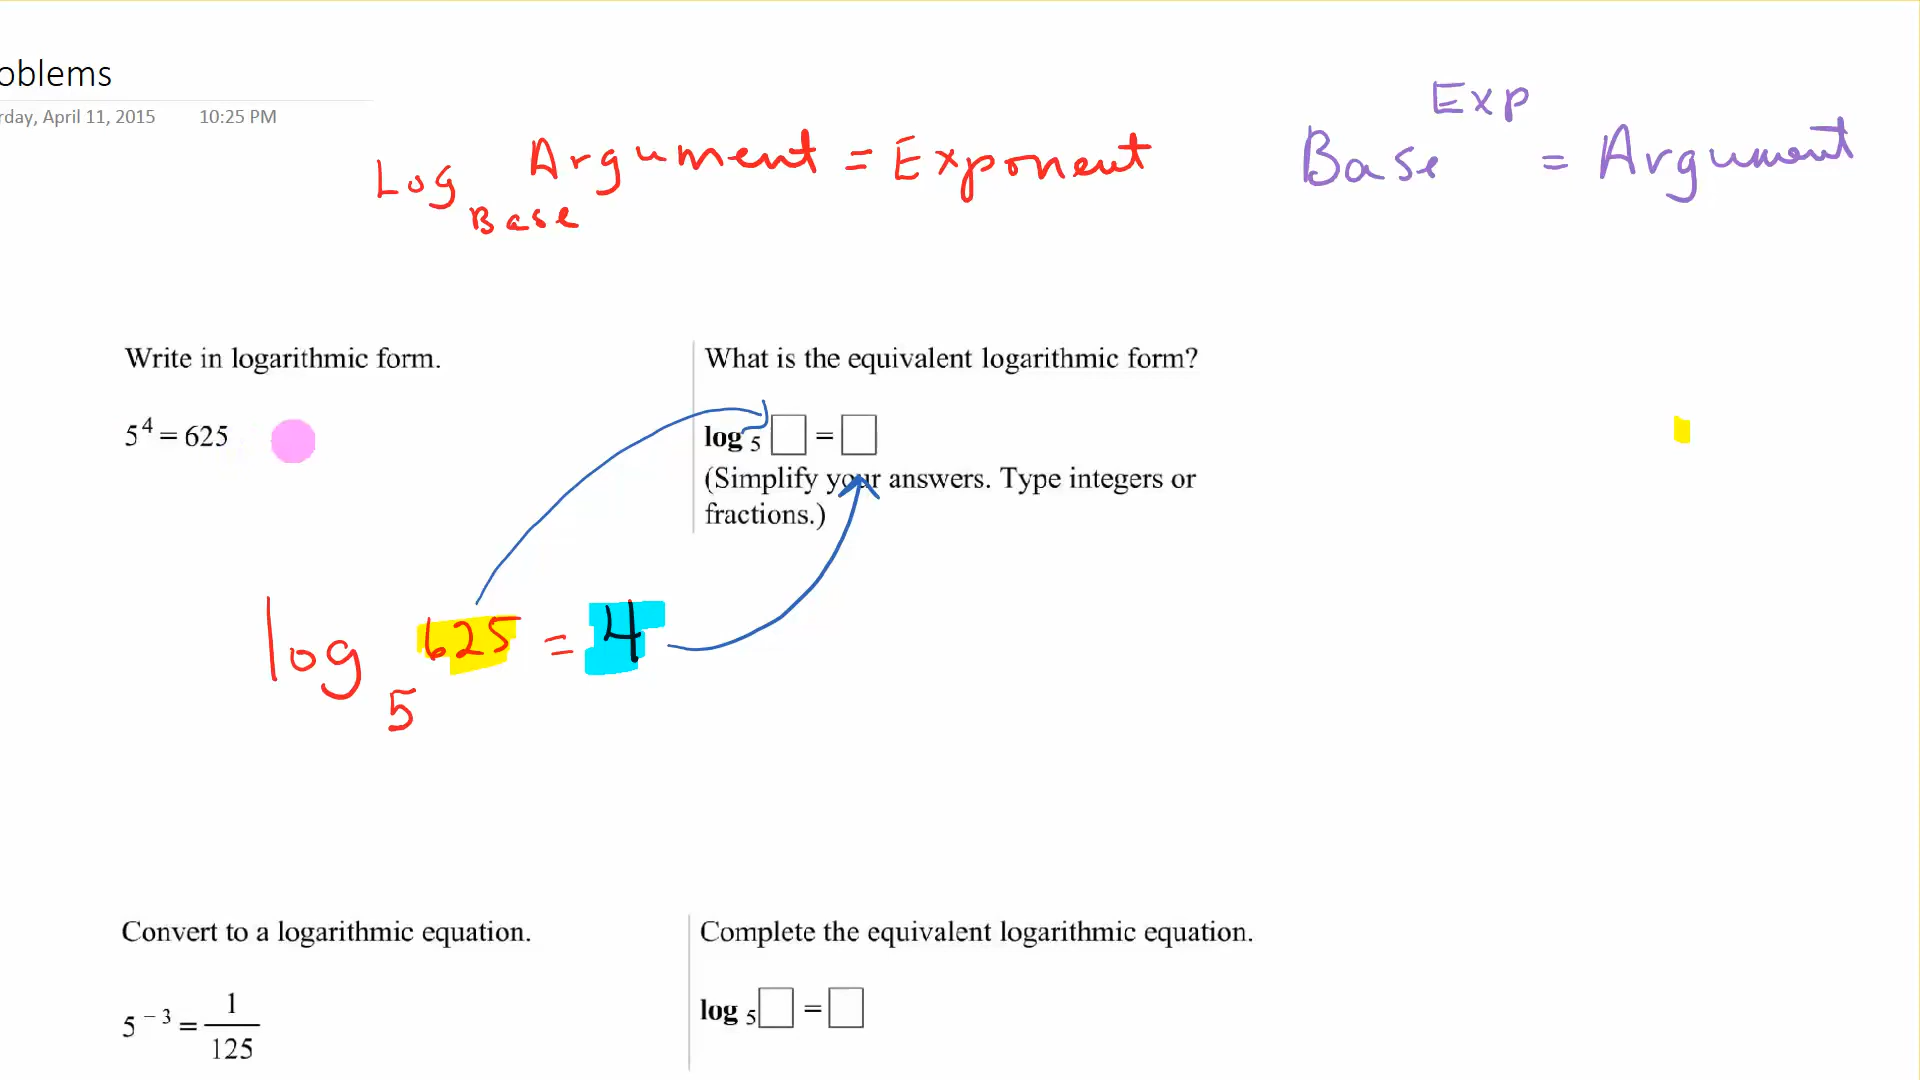 oblems
rday, April 11, 2015 10:25 PM
Log Base Argument = Exponent
Base^Exp = Argument
Write in logarithmic form.
5^4 = 625
What is the equivalent logarithmic form?
log 5 □ = □
(Simplify your answers. Type integers or
fractions.)
log 5 625 = 4
Convert to a logarithmic equation.
5^-3 = 1/125
Complete the equivalent logarithmic equation.
log 5 □ = □